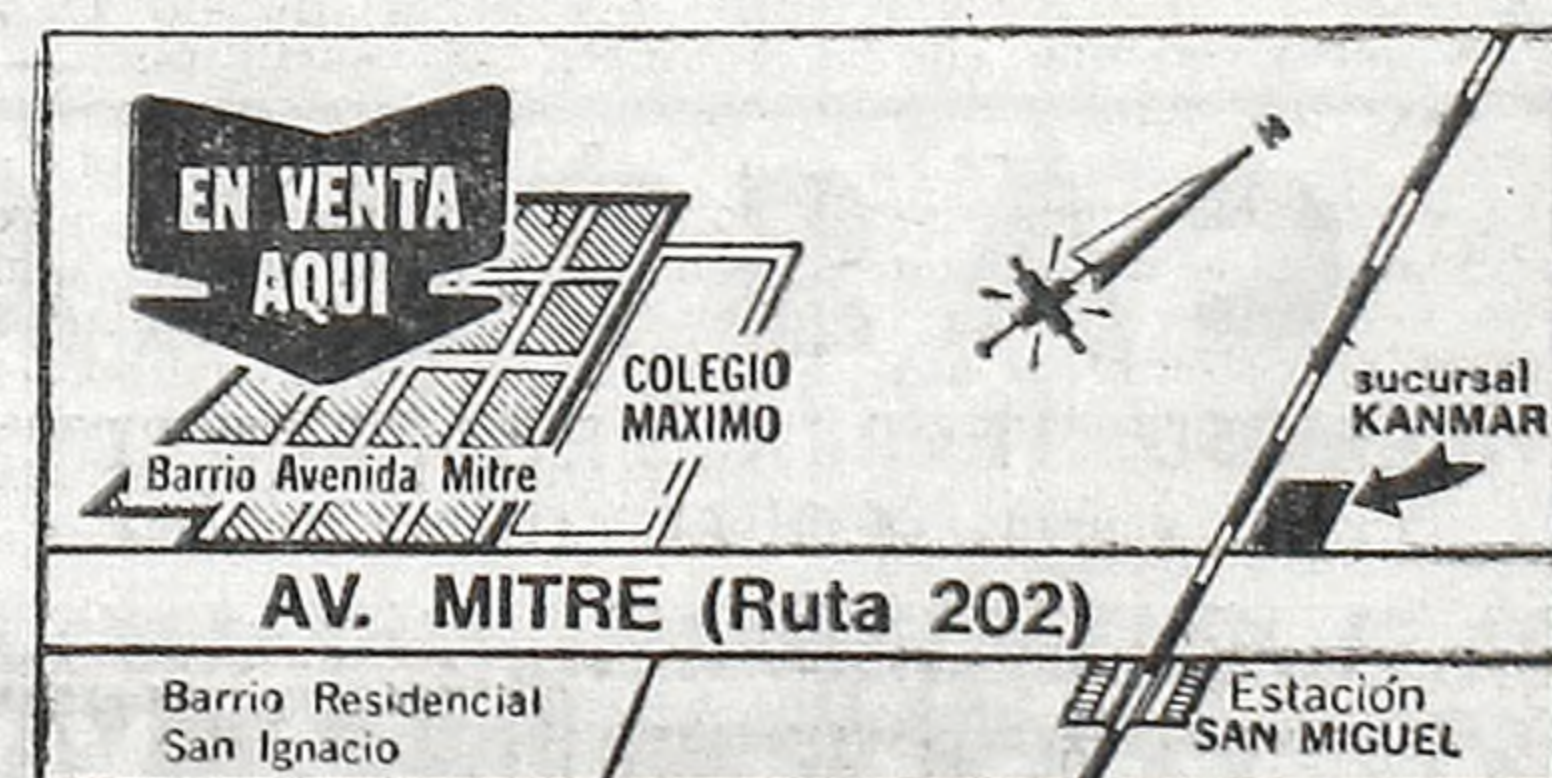 EN VENTA
AQUI
N
COLEGIO
MAXIMO
sucursal
KANMAR
Barrio Avenida Mitre
AV. MITRE (Ruta 202)
Barrio Residencial
San Ignacio
Estación
SAN MIGUEL